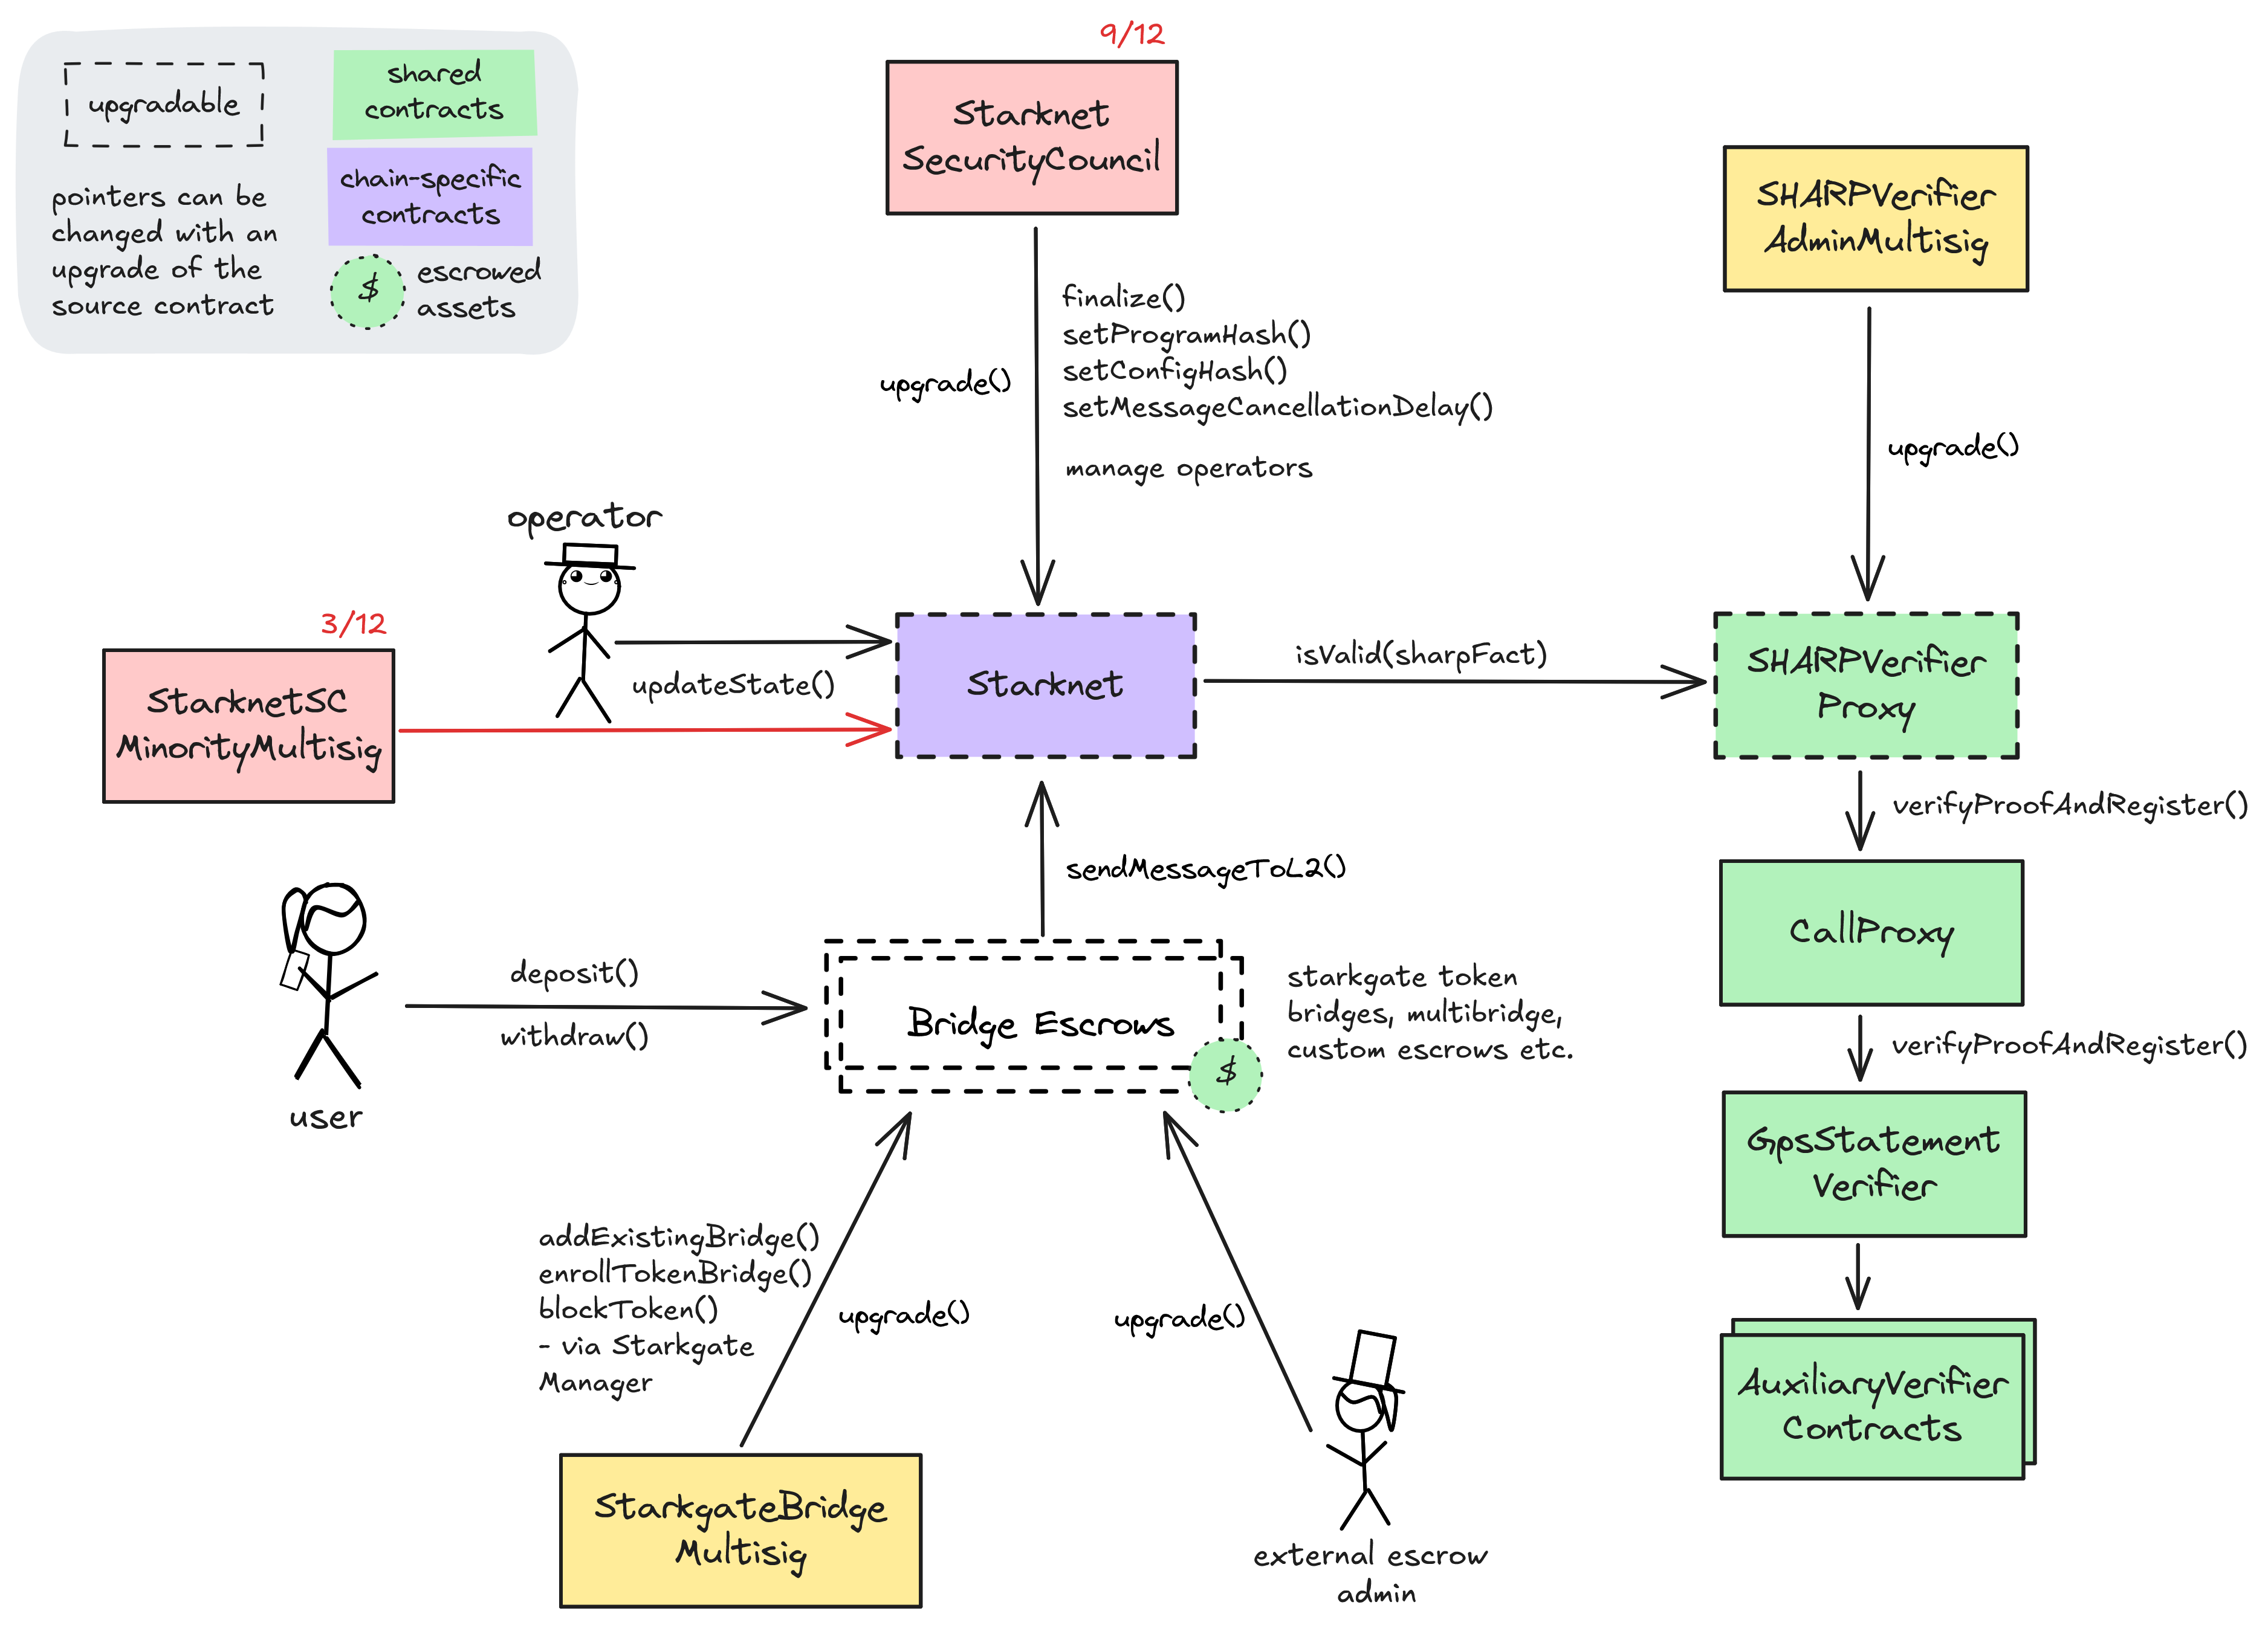 upgradable
pointers can be
changed with an
upgrade of the
source contract
shared
contracts
chain-specific
contracts
$
escrowed
assets
9/12
Starknet
SecurityCouncil
SHARPVerifier
AdminMultisig
upgrade()
finalize()
setProgramHash()
setConfigHash()
setMessageCancellationDelay()
manage operators
upgrade()
operator
3/12
StarknetSC
MinorityMultisig
updateState()
Starknet
isValid(sharpFact)
SHARPVerifier
Proxy
verifyProofAndRegister()
sendMessageToL2()
CallProxy
user
deposit()
withdraw()
Bridge Escrows
$
starkgate token
bridges, multibridge,
custom escrows etc.
verifyProofAndRegister()
GpsStatement
Verifier
addExistingBridge()
enrollTokenBridge()
blockToken()
- via Starkgate
Manager
upgrade()
upgrade()
AuxiliaryVerifier
Contracts
StarkgateBridge
Multisig
external escrow
admin